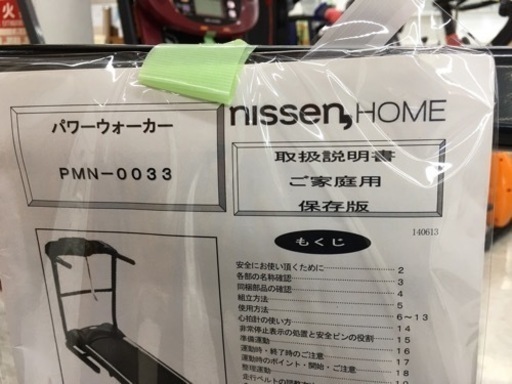 nissen, HOME
パワーウォーカー
PMN-0033
取扱説明書
ご家庭用
保存版
140613
もくじ
安全にお使い頂くために 2
各部の名称確認 3
同梱部品の確認 4
組立方法 5
使用方法 6~13
心拍計の使い方 14
非常停止表示の処置と安全ピンの役割 15
準備運動 16
運動時・終了時のご注意 17
運動時のポイント・開始・ご注意 18
整理運動